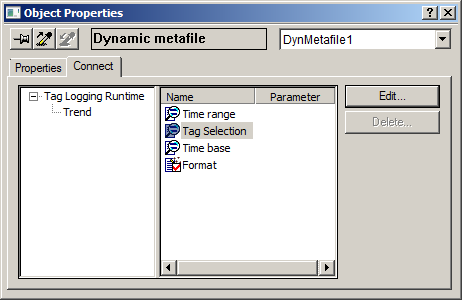 Object Properties
Dynamic metafile
DynMetafile1
Properties
Connect
Tag Logging Runtime
Trend
Name
Parameter
Time range
Tag Selection
Time base
Format
Edit...
Delete...